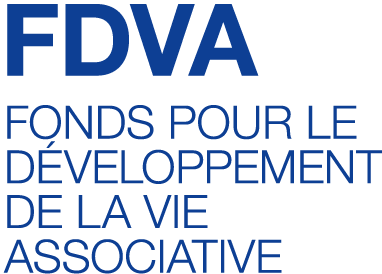 FDVA
FONDS POUR LE
DÉVELOPPEMENT
DE LA VIE
ASSOCIATIVE